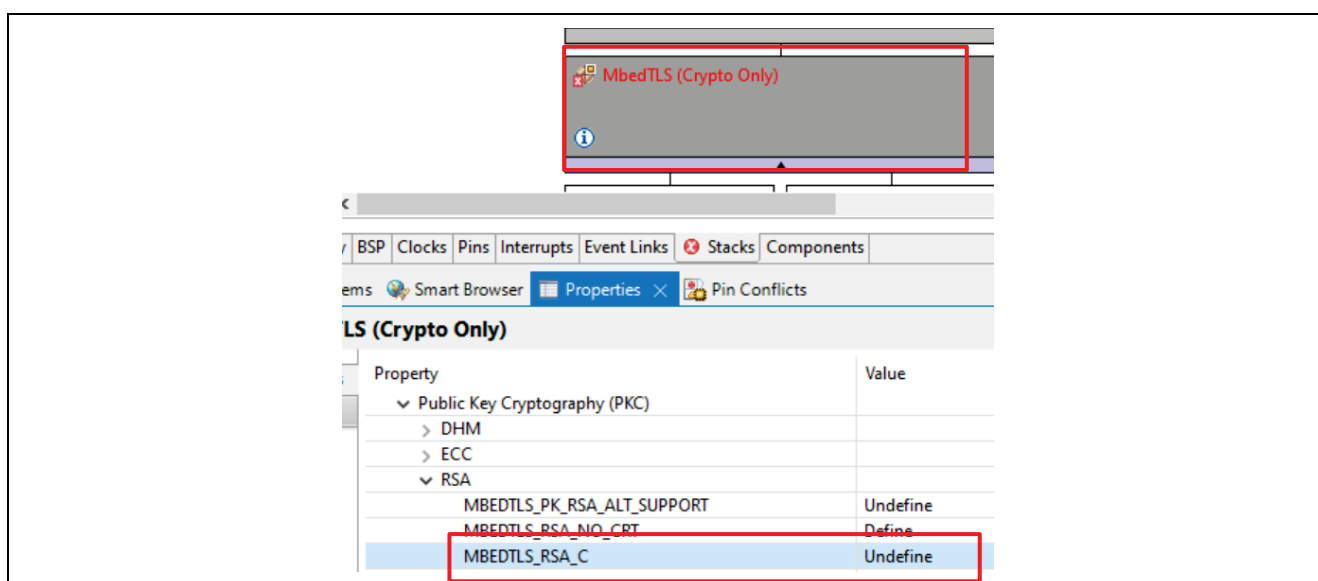 MbedTLS (Crypto Only)
BSP Clocks Pins Interrupts Event Links Stacks Components
ems Smart Browser Properties Pin Conflicts
LS (Crypto Only)
Property Value
Public Key Cryptography (PKC)
DHM
ECC
RSA
MBEDTLS_PK_RSA_ALT_SUPPORT Undefine
MBEDTLS_RSA_NO_CRT Define
MBEDTLS_RSA_C Undefine